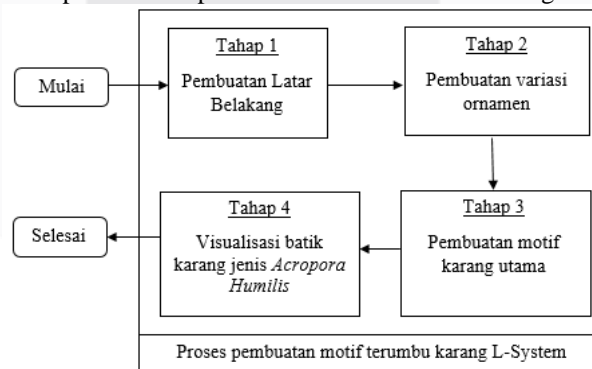 Mulai
Tahap 1
Pembuatan Latar
Belakang
Tahap 2
Pembuatan variasi
ornamen
Tahap 3
Pembuatan motif
karang utama
Tahap 4
Visualisasi batik
karang jenis Acropora
Humilis
Selesai
Proses pembuatan motif terumbu karang L-System